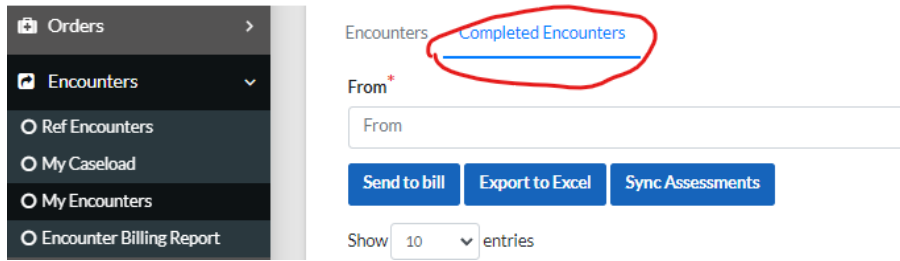 Orders
Encounters
Ref Encounters
My Caseload
My Encounters
Encounter Billing Report
Encounters Completed Encounters
From*
From
Send to bill Export to Excel Sync Assessments
Show 10 entries